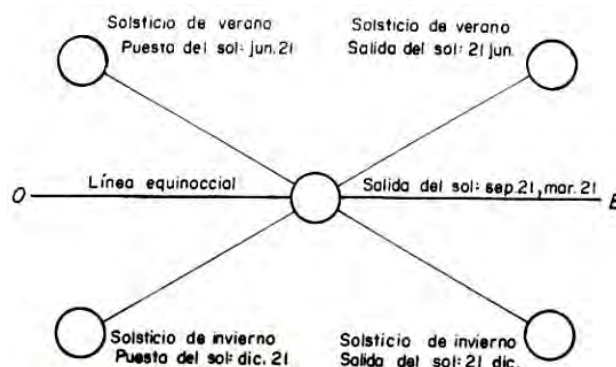 Solsticio de verano
Puesta del sol: jun. 21
Solsticio de verano
Salida del sol: 21 jun.
O
Línea equinoccial
Salida del sol: sep. 21, mar. 21
E
Solsticio de invierno
Puesta del sol: dic. 21
Solsticio de invierno
Salida del sol: 21 dic.